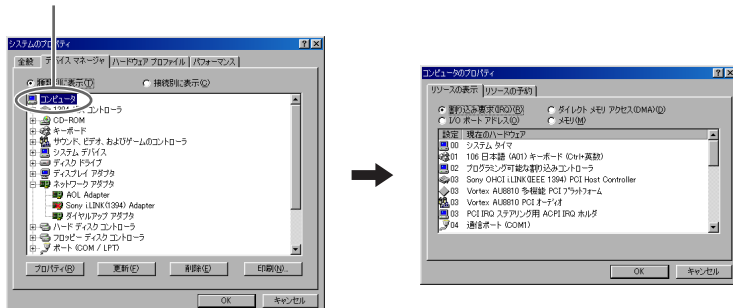 システムのプロパティ
全般 デバイス マネージャ ハードウェア プロファイル パフォーマンス
種類別に表示(T) 接続別に表示(C)
コンピュータ
1394 バス コントローラ
CD-ROM
キーボード
サウンド、ビデオ、およびゲームのコントローラ
システム デバイス
ディスク ドライブ
ディスプレイ アダプタ
ネットワーク アダプタ
AOL Adapter
Sony i.LINK(1394) Adapter
ダイヤルアップ アダプタ
ハード ディスク コントローラ
フロッピー ディスク コントローラ
ポート (COM / LPT)
プロパティ(R) 更新(F) 削除(E) 印刷(N)...
OK キャンセル
コンピュータのプロパティ
リソースの表示 リソースの予約
割り込み要求(IRQ)(R) ダイレクト メモリ アクセス(DMA)(D)
I/O ポート アドレス(O) メモリ(M)
設定 現在のハードウェア
00 システム タイマ
01 106 日本語 (A01) キーボード (Ctrl+英数)
02 プログラミング可能な割り込みコントローラ
03 Sony OHCI i.LINK(IEEE 1394) PCI Host Controller
03 Vortex AU8810 多機能 PCI プラットフォーム
03 Vortex AU8810 PCI オーディオ
03 PCI IRQ ステアリング用 ACPI IRQ ホルダ
04 通信ポート (COM1)
OK キャンセル